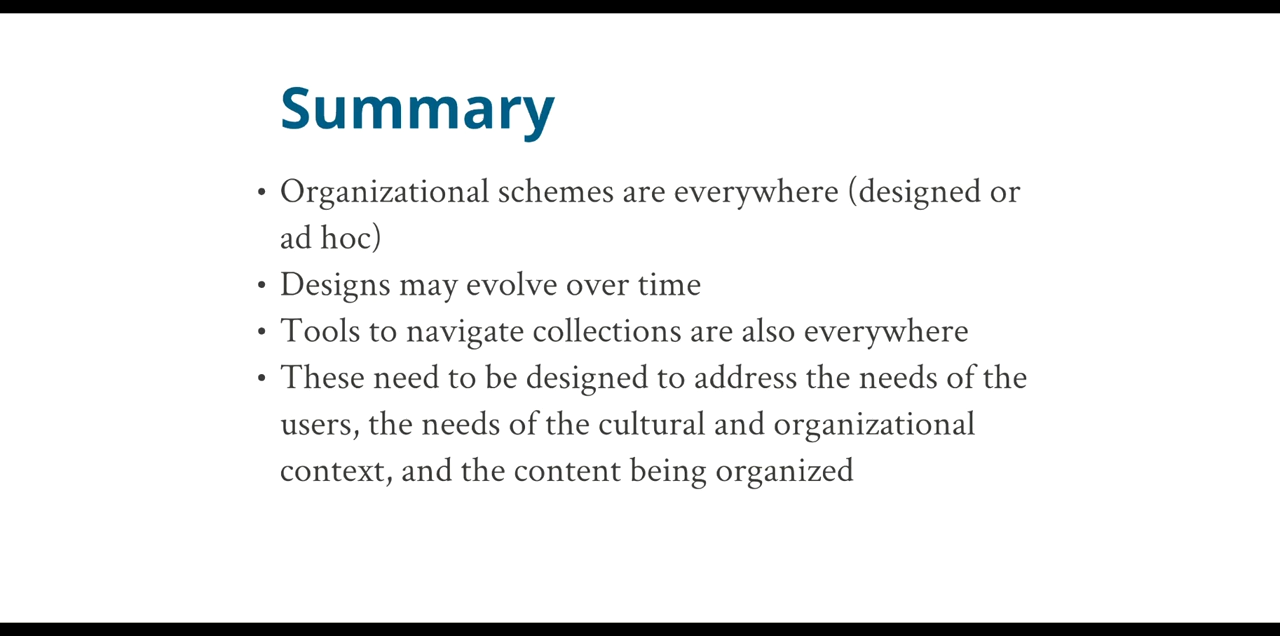 Summary
• Organizational schemes are everywhere (designed or
ad hoc)
• Designs may evolve over time
• Tools to navigate collections are also everywhere
• These need to be designed to address the needs of the
users, the needs of the cultural and organizational
context, and the content being organized